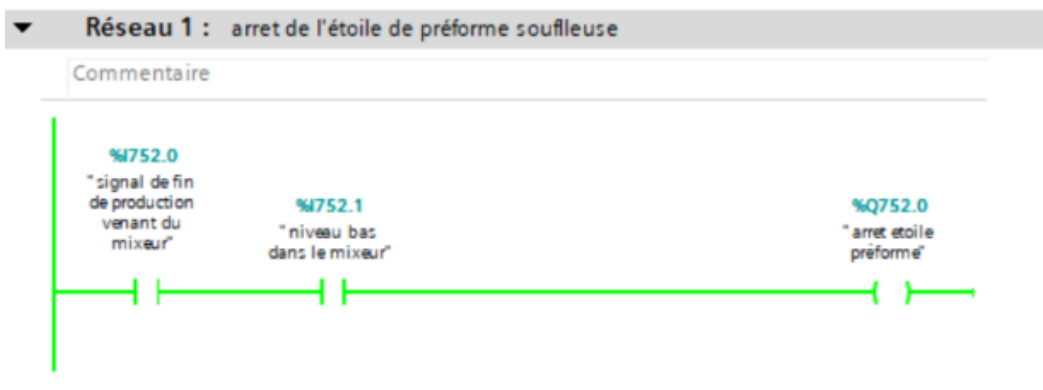 Réseau 1 : arret de l'étoile de préforme souflleuse
Commentaire
%I752.0
"signal de fin
de production
venant du
mixeur"
%I752.1
"niveau bas
dans le mixeur"
%Q752.0
"arret etoile
préforme"